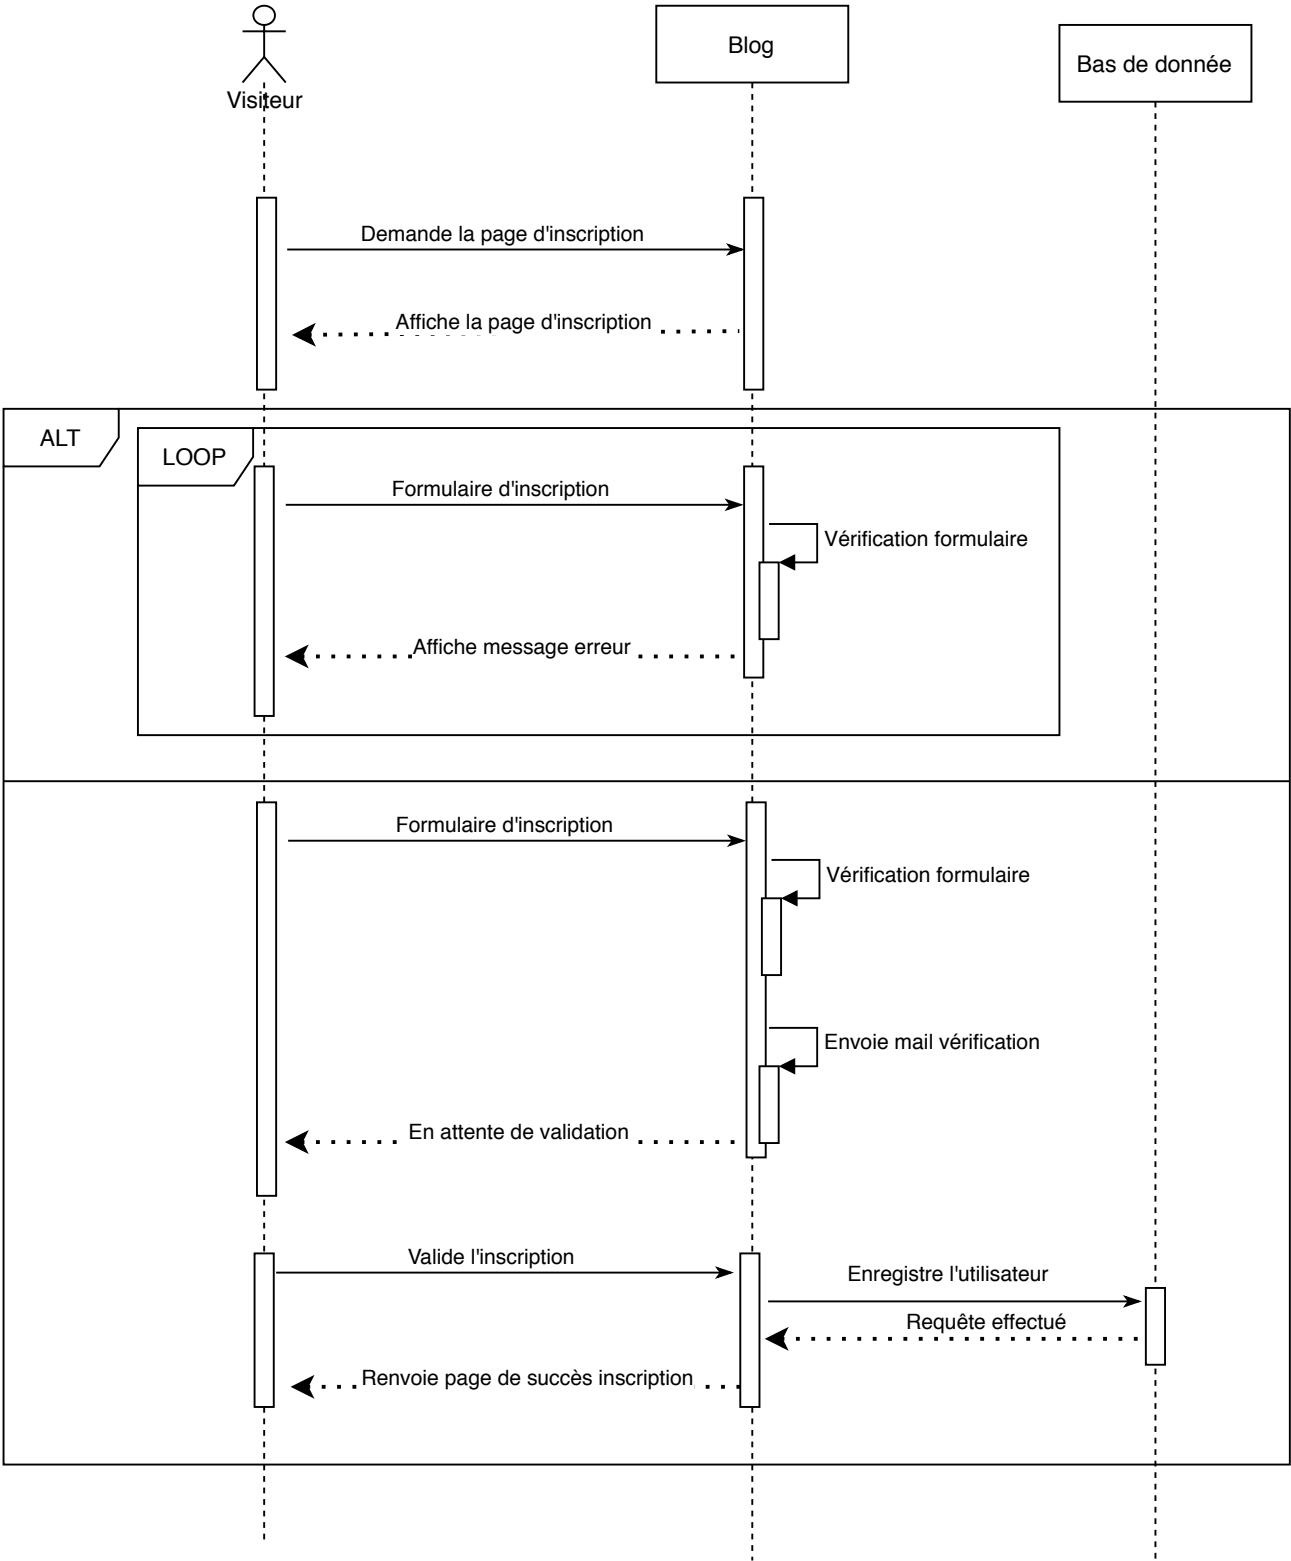 Visiteur
Blog
Bas de donnée
Demande la page d'inscription
Affiche la page d'inscription
ALT
LOOP
Formulaire d'inscription
Vérification formulaire
Affiche message erreur
Formulaire d'inscription
Vérification formulaire
Envoie mail vérification
En attente de validation
Valide l'inscription
Enregistre l'utilisateur
Requête effectué
Renvoie page de succès inscription